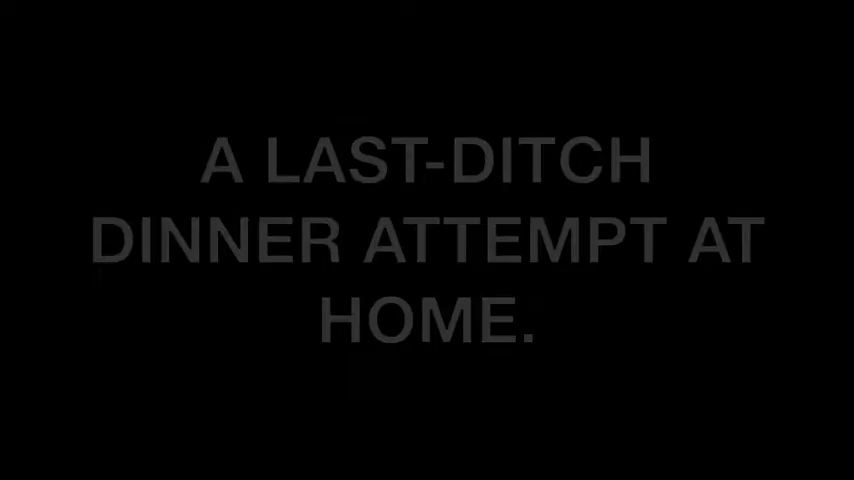 A LAST-DITCH
DINNER ATTEMPT AT
HOME.